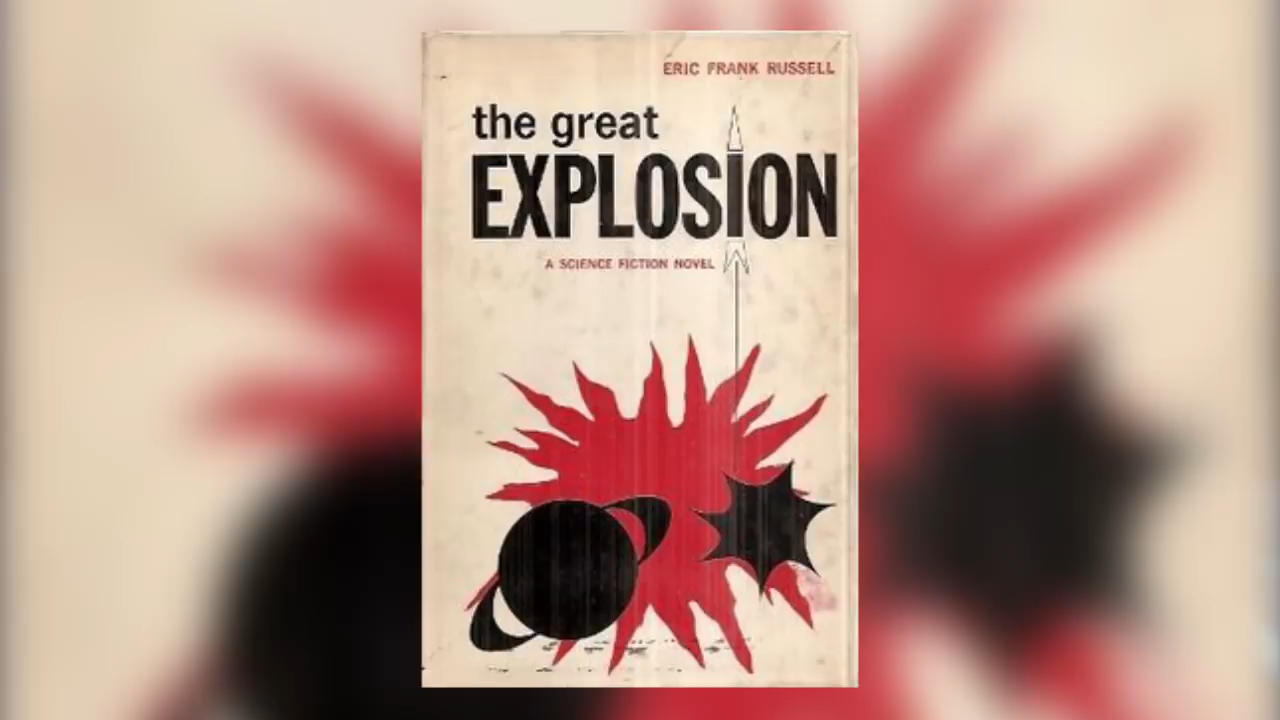 ERIC FRANK RUSSELL
the great
EXPLOSION
A SCIENCE FICTION NOVEL